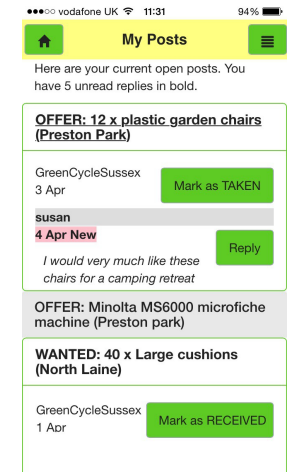 vodafone UK 11:31 94%
My Posts
Here are your current open posts. You
have 5 unread replies in bold.
OFFER: 12 x plastic garden chairs
(Preston Park)
GreenCycleSussex
3 Apr
Mark as TAKEN
susan
4 Apr New
Reply
I would very much like these
chairs for a camping retreat
OFFER: Minolta MS6000 microfiche
machine (Preston park)
WANTED: 40 x Large cushions
(North Laine)
GreenCycleSussex
1 Apr
Mark as RECEIVED